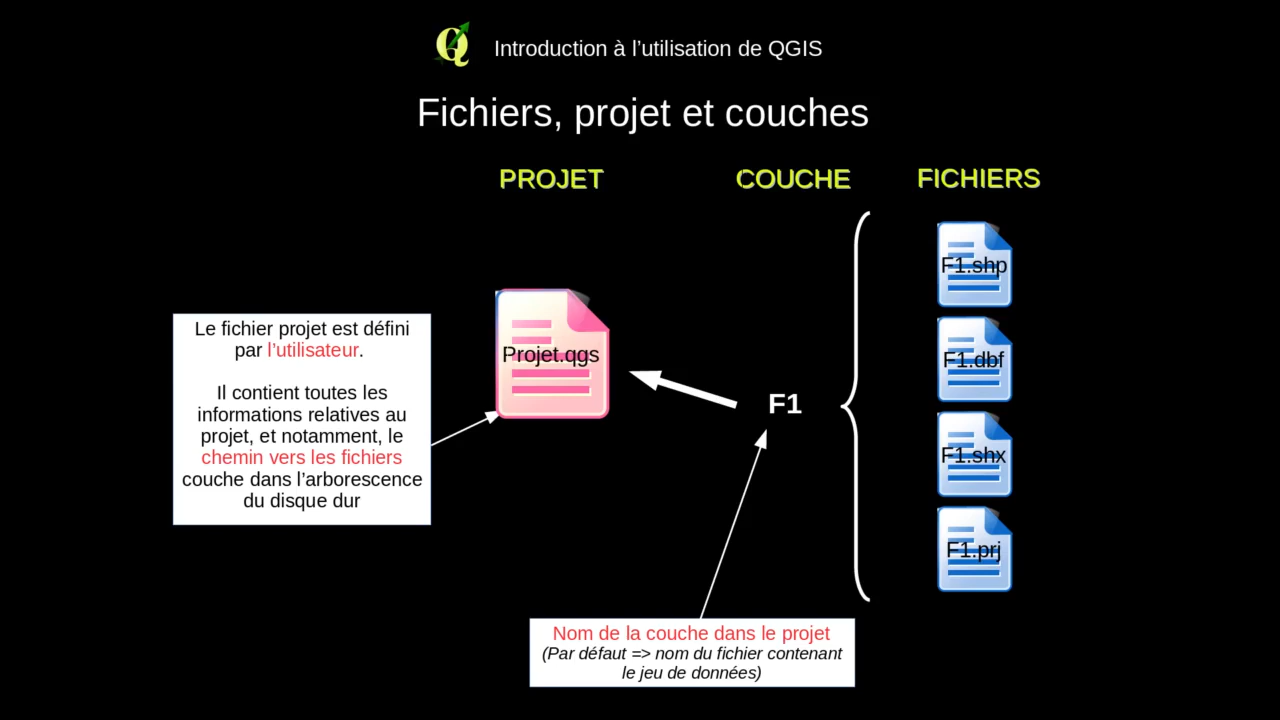 Introduction à l’utilisation de QGIS
Fichiers, projet et couches
PROJET
COUCHE
FICHIERS
F1.shp
F1.dbf
F1.shx
F1.prj
Projet.qgs
F1
Le fichier projet est défini
par l’utilisateur.
Il contient toutes les
informations relatives au
projet, et notamment, le
chemin vers les fichiers
couche dans l’arborescence
du disque dur
Nom de la couche dans le projet
(Par défaut => nom du fichier contenant
le jeu de données)